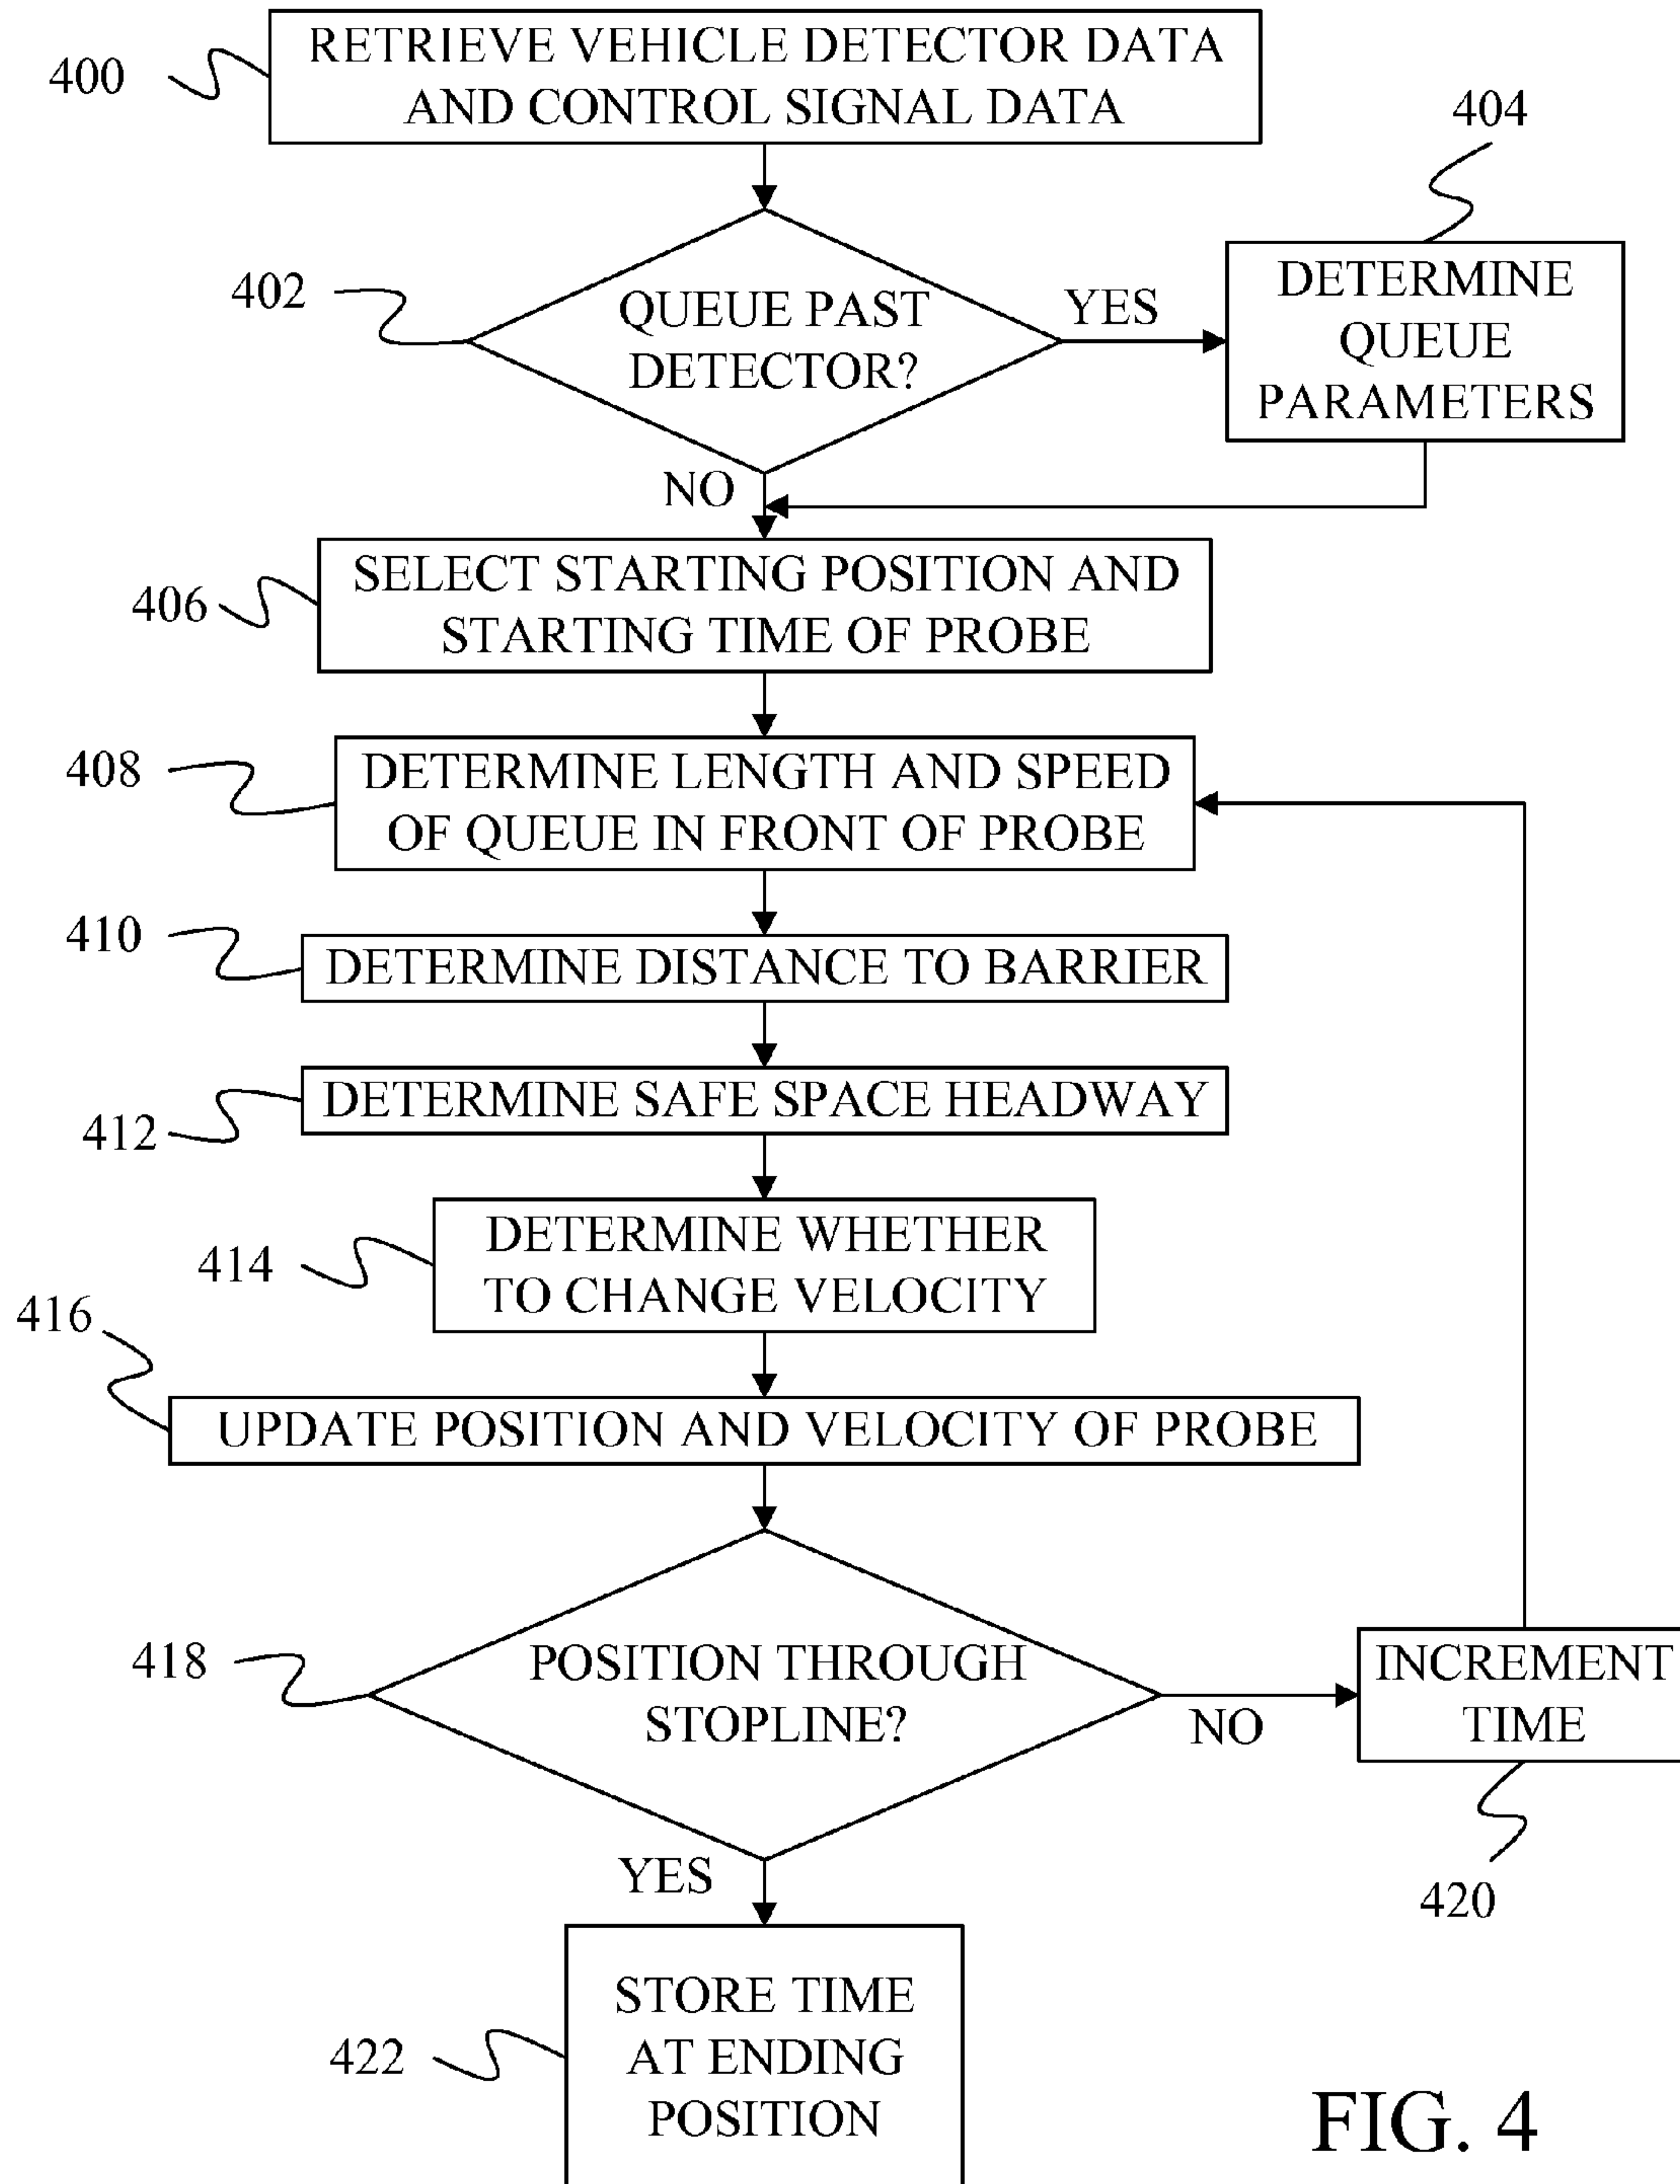 400
RETRIEVE VEHICLE DETECTOR DATA
AND CONTROL SIGNAL DATA
404
402
QUEUE PAST
DETECTOR?
YES
DETERMINE
QUEUE
PARAMETERS
NO
406
SELECT STARTING POSITION AND
STARTING TIME OF PROBE
408
DETERMINE LENGTH AND SPEED
OF QUEUE IN FRONT OF PROBE
410
DETERMINE DISTANCE TO BARRIER
412
DETERMINE SAFE SPACE HEADWAY
414
DETERMINE WHETHER
TO CHANGE VELOCITY
416
UPDATE POSITION AND VELOCITY OF PROBE
418
POSITION THROUGH
STOPLINE?
NO
INCREMENT
TIME
420
YES
422
STORE TIME
AT ENDING
POSITION
FIG. 4